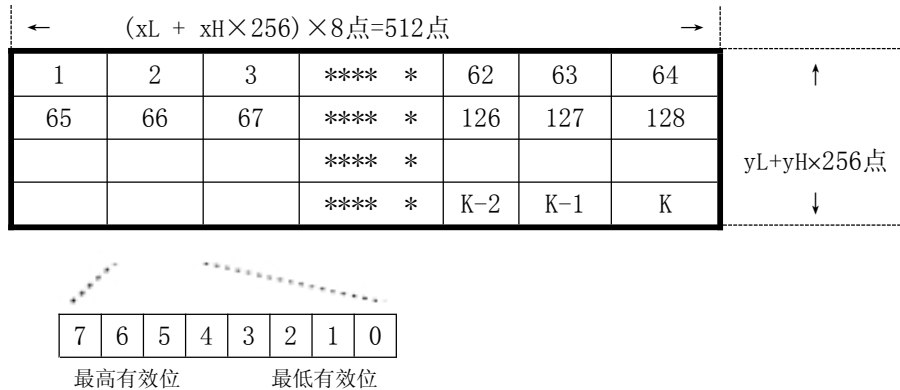 ← (xL + xH×256)×8点=512点 →
1 2 3 **** * 62 63 64 ↑
65 66 67 **** * 126 127 128
**** * yL+yH×256点
**** * K-2 K-1 K ↓
7 6 5 4 3 2 1 0
最高有效位 最低有效位